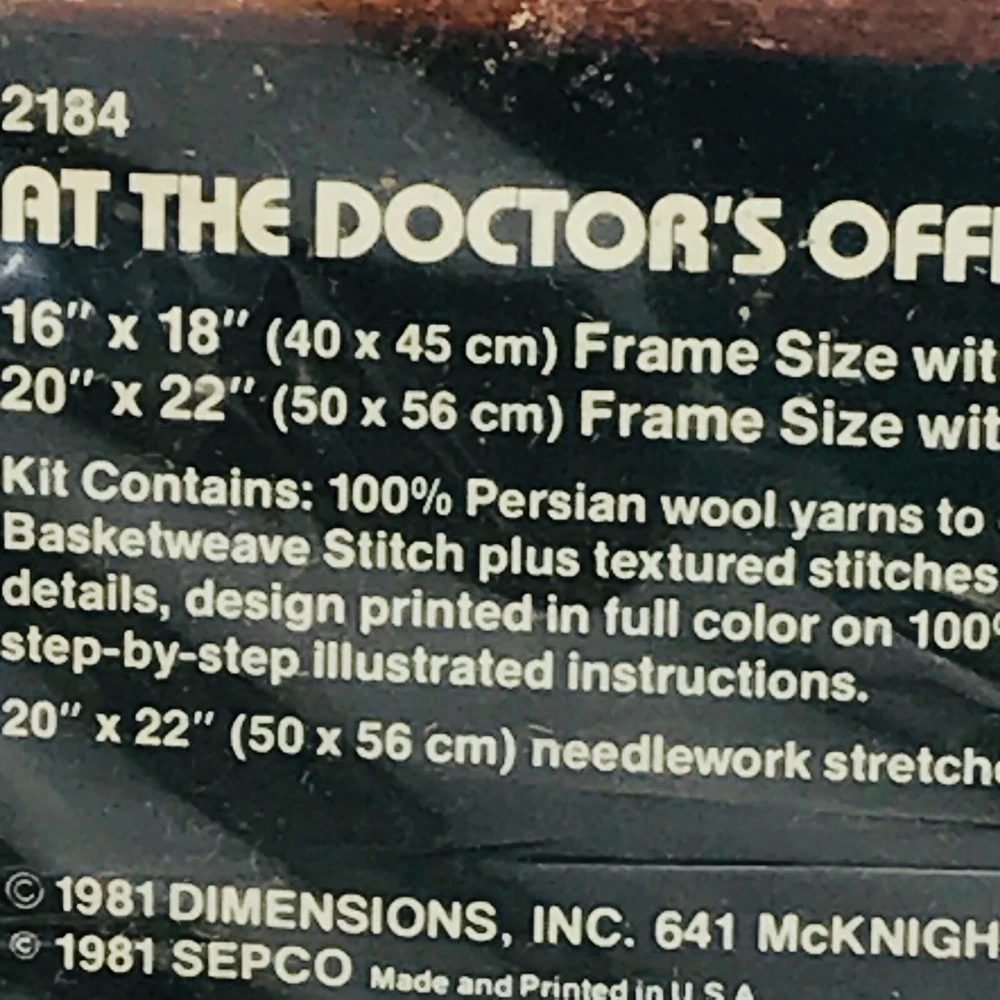 2184
AT THE DOCTOR'S OFFI
16" x 18" (40 x 45 cm) Frame Size wit
20" x 22" (50 x 56 cm) Frame Size wit
Kit Contains: 100% Persian wool yarns to
Basketweave Stitch plus textured stitches
details, design printed in full color on 100%
step-by-step illustrated instructions.
20" x 22" (50 x 56 cm) needlework stretche
© 1981 DIMENSIONS, INC. 641 McKNIGH
© 1981 SEPCO Made and Printed in U.S.A.